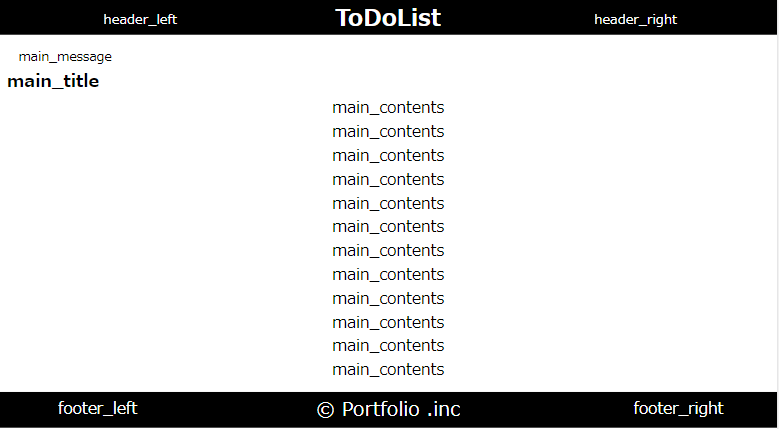 header_left ToDoList header_right
main_message
main_title
main_contents
main_contents
main_contents
main_contents
main_contents
main_contents
main_contents
main_contents
main_contents
main_contents
main_contents
main_contents
footer_left © Portfolio .inc footer_right